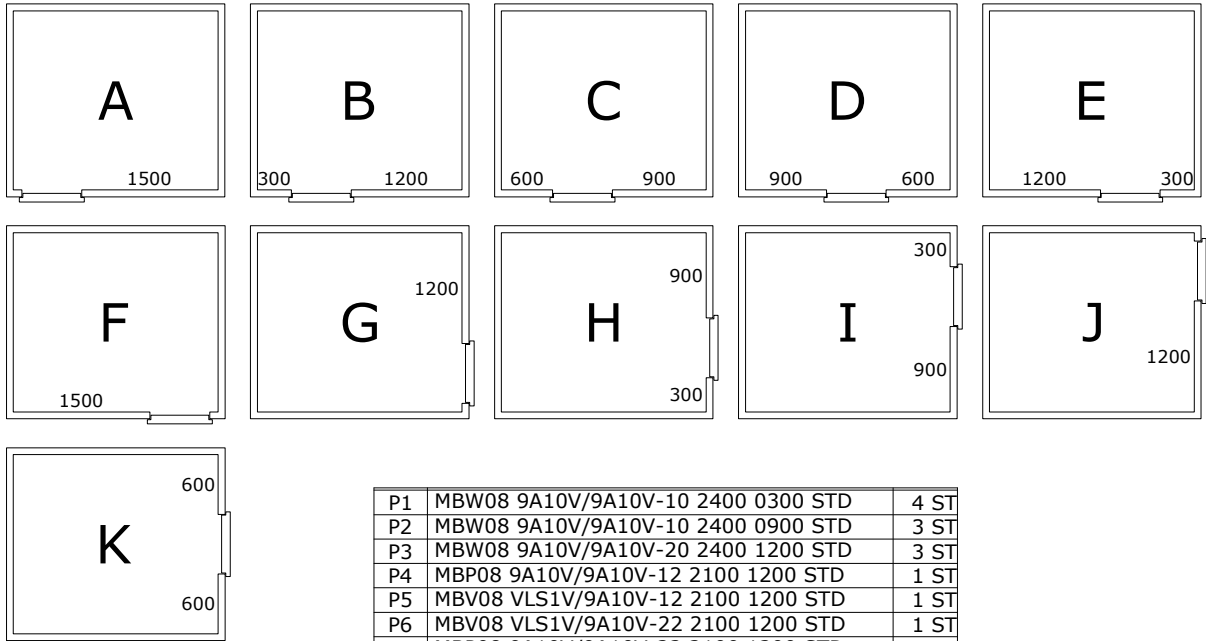 A
1500
B
300 1200
C
600 900
D
900 600
E
1200 300
F
1500
G
1200
H
900
300
I
300
900
J
1200
K
600
600
P1 MBW08 9A10V/9A10V-10 2400 0300 STD 4 ST
P2 MBW08 9A10V/9A10V-10 2400 0900 STD 3 ST
P3 MBW08 9A10V/9A10V-20 2400 1200 STD 3 ST
P4 MBP08 9A10V/9A10V-12 2100 1200 STD 1 ST
P5 MBV08 VLS1V/9A10V-12 2100 1200 STD 1 ST
P6 MBV08 VLS1V/9A10V-22 2100 1200 STD 1 ST